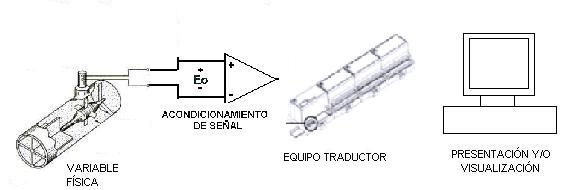 +
Eo
-
+
-
ACONDICIONAMIENTO
DE SEÑAL
EQUIPO TRADUCTOR
PRESENTACIÓN Y/O
VISUALIZACIÓN
VARIABLE
FÍSICA